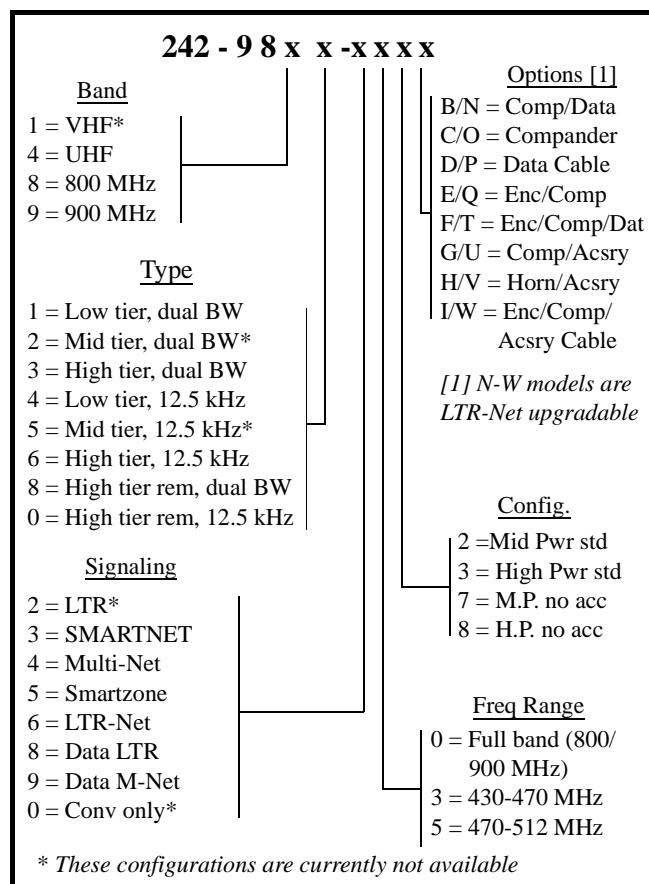 242 - 9 8 x x -x x x x
Band
1 = VHF*
4 = UHF
8 = 800 MHz
9 = 900 MHz
Type
1 = Low tier, dual BW
2 = Mid tier, dual BW*
3 = High tier, dual BW
4 = Low tier, 12.5 kHz
5 = Mid tier, 12.5 kHz*
6 = High tier, 12.5 kHz
8 = High tier rem, dual BW
0 = High tier rem, 12.5 kHz
Signaling
2 = LTR*
3 = SMARTNET
4 = Multi-Net
5 = Smartzone
6 = LTR-Net
8 = Data LTR
9 = Data M-Net
0 = Conv only*
Options [1]
B/N = Comp/Data
C/O = Compander
D/P = Data Cable
E/Q = Enc/Comp
F/T = Enc/Comp/Dat
G/U = Comp/Acsry
H/V = Horn/Acsry
I/W = Enc/Comp/
Acsry Cable
[1] N-W models are
LTR-Net upgradable
Config.
2 =Mid Pwr std
3 = High Pwr std
7 = M.P. no acc
8 = H.P. no acc
Freq Range
0 = Full band (800/
900 MHz)
3 = 430-470 MHz
5 = 470-512 MHz
* These configurations are currently not available